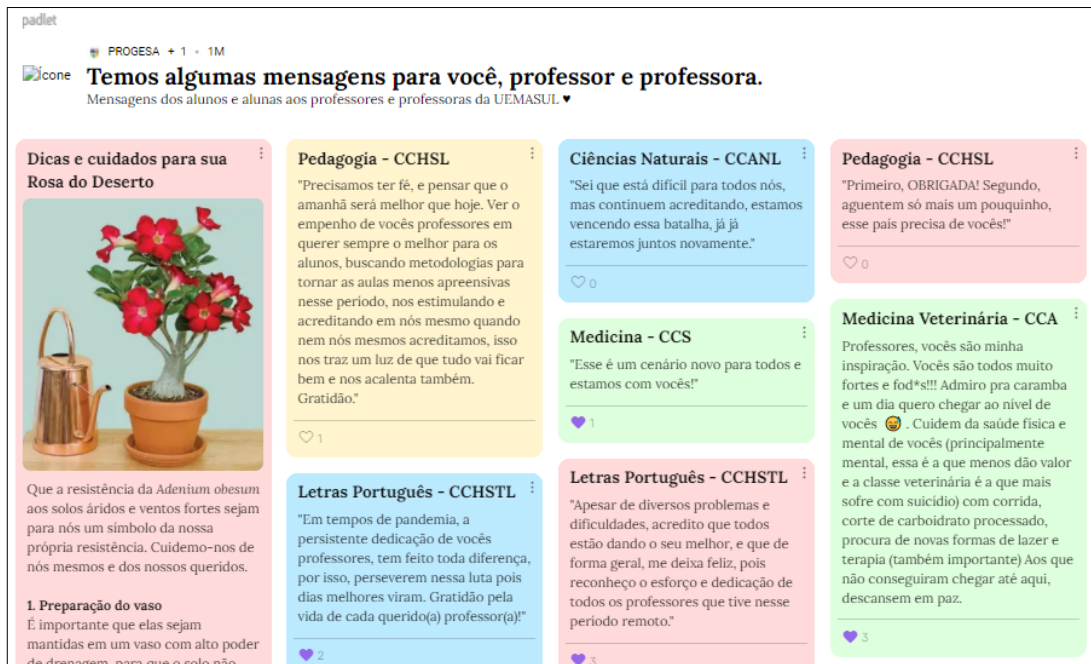 padlet
PROGESA + 1 • 1M
Ícone
Temos algumas mensagens para você, professor e professora.
Mensagens dos alunos e alunas aos professores e professoras da UEMASUL ♥
Dicas e cuidados para sua
Rosa do Deserto
Que a resistência da Adenium obesum
aos solos áridos e ventos fortes sejam
para nós um símbolo da nossa
própria resistência. Cuidemo-nos de
nós mesmos e dos nossos queridos.
1. Preparação do vaso
É importante que elas sejam
mantidas em um vaso com alto poder
de drenagem, para que o solo não
Pedagogia - CCHSL
"Precisamos ter fé, e pensar que o
amanhã será melhor que hoje. Ver o
empenho de vocês professores em
querer sempre o melhor para os
alunos, buscando metodologias para
tornar as aulas menos apreensivas
nesse período, nos estimulando e
acreditando em nós mesmo quando
nem nós mesmos acreditamos, isso
nos traz um luz de que tudo vai ficar
bem e nos acalenta também.
Gratidão."
1
Letras Português - CCHSTL
"Em tempos de pandemia, a
persistente dedicação de vocês
professores, tem feito toda diferença,
por isso, perseverem nessa luta pois
dias melhores viram. Gratidão pela
vida de cada querido(a) professor(a)!"
2
Ciências Naturais - CCANL
"Sei que está difícil para todos nós,
mas continuem acreditando, estamos
vencendo essa batalha, já já
estaremos juntos novamente."
0
Medicina - CCS
"Esse é um cenário novo para todos e
estamos com vocês!"
1
Letras Português - CCHSTL
"Apesar de diversos problemas e
dificuldades, acredito que todos
estão dando o seu melhor, e que de
forma geral, me deixa feliz, pois
reconheço o esforço e dedicação de
todos os professores que tive nesse
período remoto."
3
Pedagogia - CCHSL
"Primeiro, OBRIGADA! Segundo,
aguentem só mais um pouquinho,
esse país precisa de vocês!"
0
Medicina Veterinária - CCA
Professores, vocês são minha
inspiração. Vocês são todos muito
fortes e fod*s!!! Admiro pra caramba
e um dia quero chegar ao nível de
vocês 😅 . Cuidem da saúde física e
mental de vocês (principalmente
mental, essa é a que menos dão valor
e a classe veterinária é a que mais
sofre com suicídio) com corrida,
corte de carboidrato processado,
procura de novas formas de lazer e
terapia (também importante) Aos que
não conseguiram chegar até aqui,
descansem em paz.
3